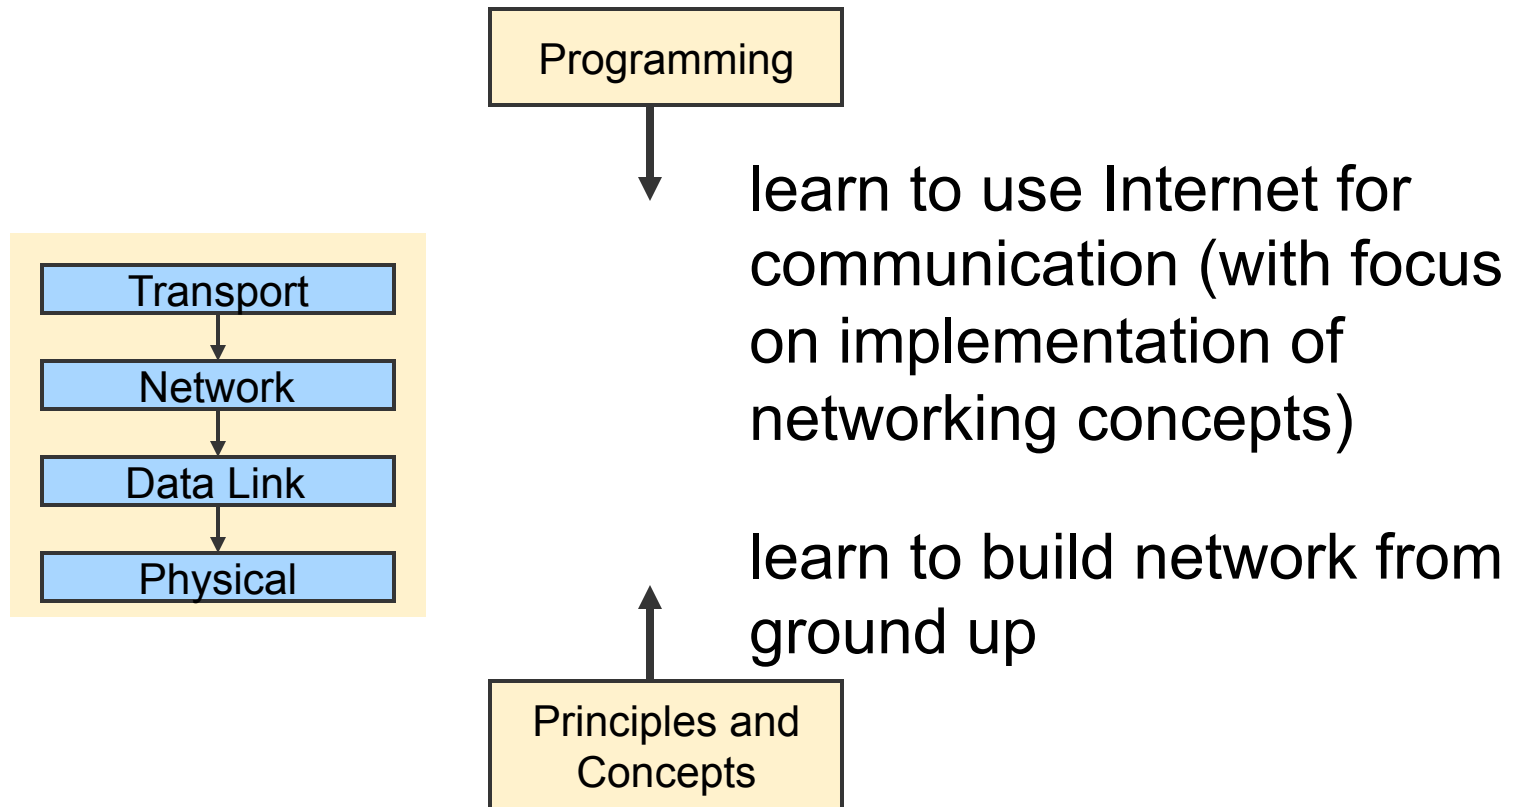 Programming
learn to use Internet for
communication (with focus
on implementation of
networking concepts)
Transport
Network
Data Link
Physical
learn to build network from
ground up
Principles and
Concepts